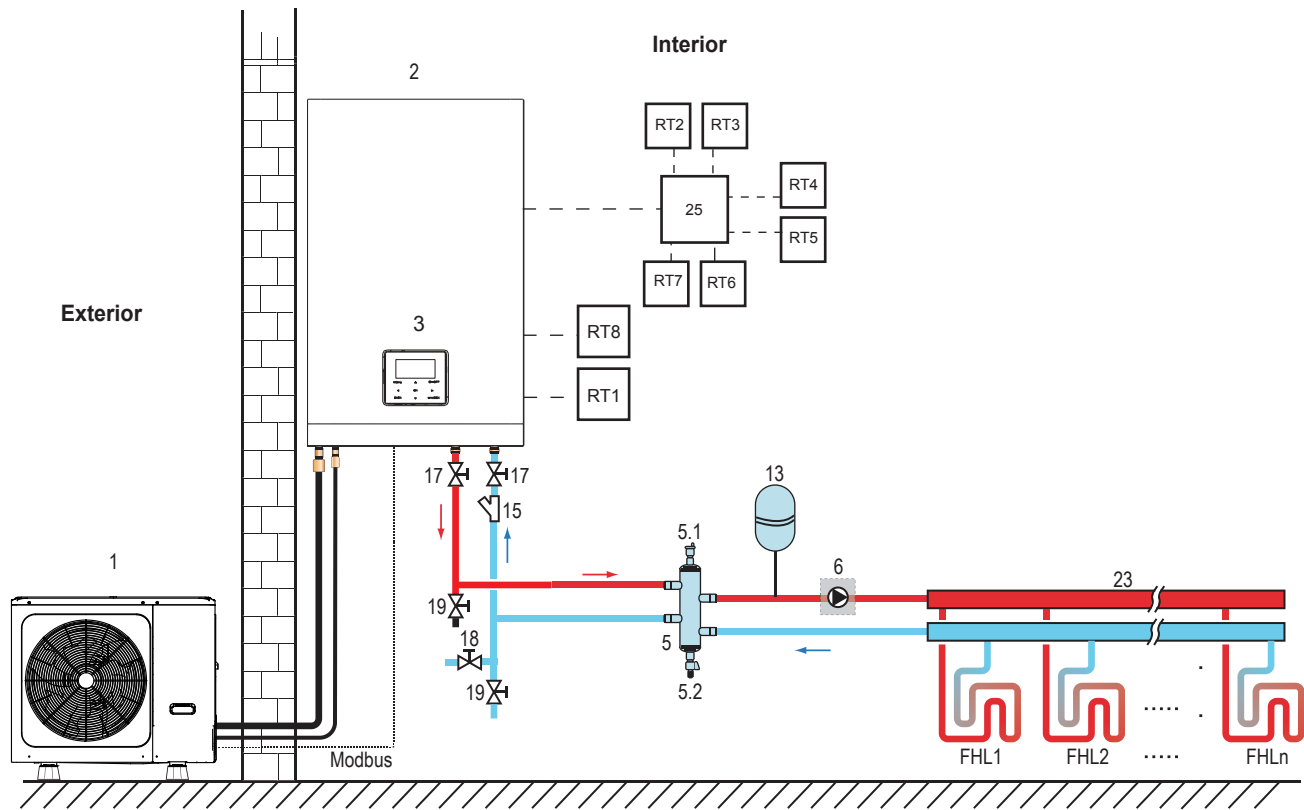 Interior
2
RT2
RT3
RT4
25
RT5
RT7
RT6
Exterior
3
RT8
RT1
17
17
15
13
5.1
6
23
1
19
18
5
19
5.2
Modbus
FHL1
FHL2
.....
.....
FHLn